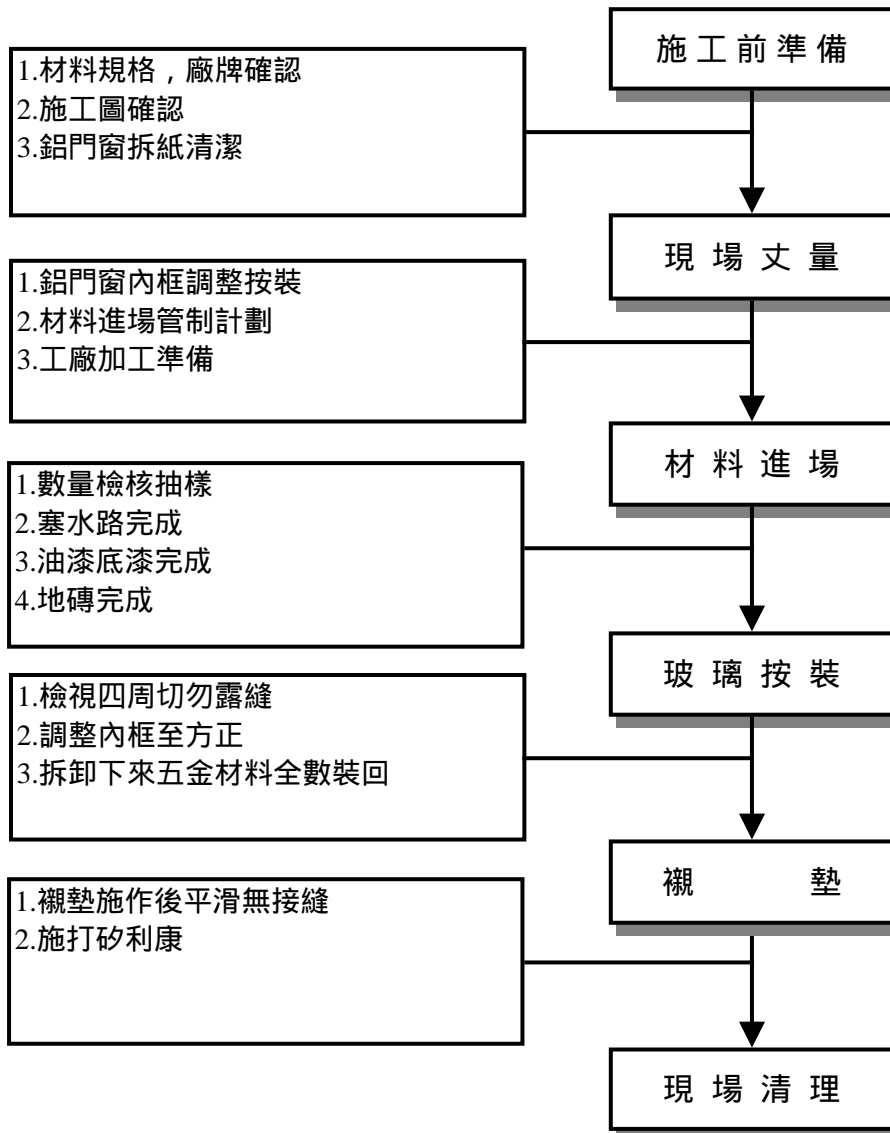 施工前準備
1.材料規格，廠牌確認
2.施工圖確認
3.鋁門窗拆紙清潔
現場丈量
1.鋁門窗內框調整按裝
2.材料進場管制計劃
3.工廠加工準備
材料進場
1.數量檢核抽樣
2.塞水路完成
3.油漆底漆完成
4.地磚完成
玻璃按裝
1.檢視四周切勿露縫
2.調整內框至方正
3.拆卸下來五金材料全數裝回
襯墊
1.襯墊施作後平滑無接縫
2.施打矽利康
現場清理